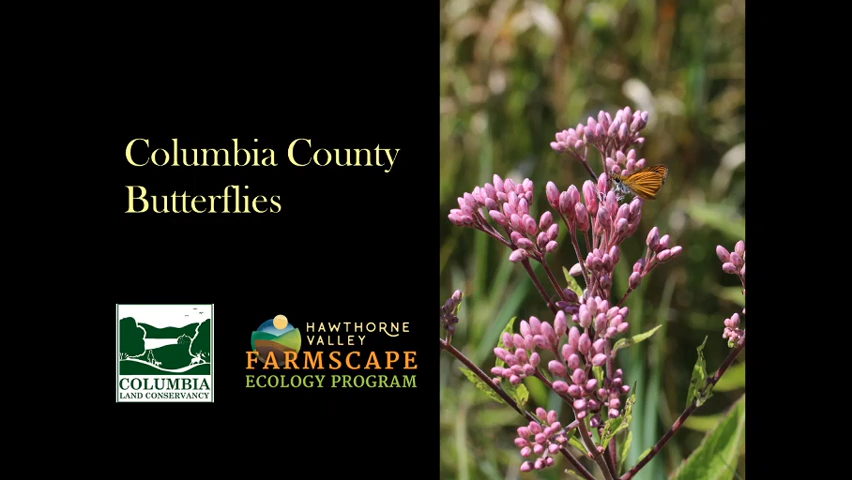 Columbia County
Butterflies
COLUMBIA
LAND CONSERVANCY
HAWTHORNE
VALLEY
FARMSCAPE
ECOLOGY PROGRAM